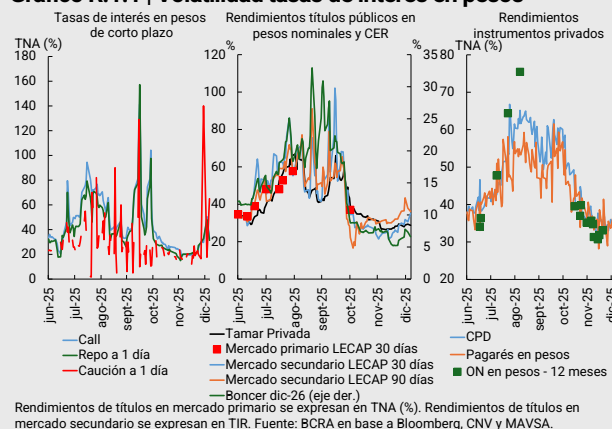 Tasas de interés en pesos
de corto plazo
TNA (%)
180
160
140
120
100
80
60
40
20
0
jun-25
jul-25
ago-25
sept-25
oct-25
nov-25
dic-25
Call
Repo a 1 día
Caución a 1 día
Rendimientos títulos públicos en
pesos nominales y CER
%
%
120
100
80
60
40
20
0
35
30
25
20
15
10
5
0
jun-25
jul-25
ago-25
sept-25
oct-25
nov-25
dic-25
Tamar Privada
Mercado primario LECAP 30 días
Mercado secundario LECAP 30 días
Mercado secundario LECAP 90 días
Boncer dic-26 (eje der.)
Rendimientos
instrumentos privados
TNA (%)
80
70
60
50
40
30
20
jun-25
jul-25
ago-25
sept-25
oct-25
nov-25
dic-25
CPD
Pagarés en pesos
ON en pesos - 12 meses
Rendimientos de títulos en mercado primario se expresan en TNA (%). Rendimientos de títulos en
mercado secundario se expresan en TIR. Fuente: BCRA en base a Bloomberg, CNV y MAVSA.